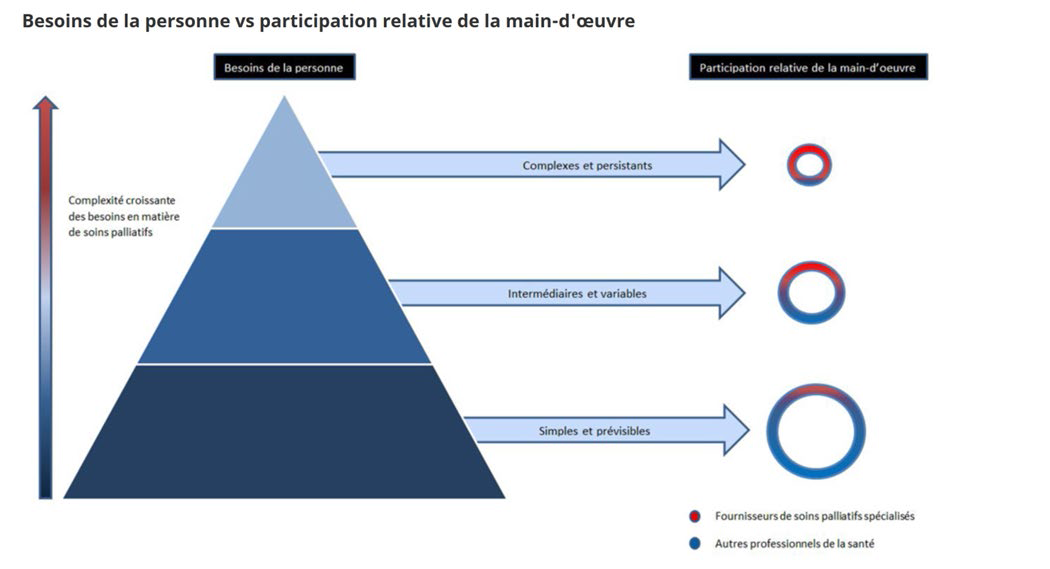 Besoins de la personne vs participation relative de la main-d'œuvre
Besoins de la personne
Participation relative de la main-d'oeuvre
Complexes et persistants
Complexité croissante
des besoins en matière
de soins palliatifs
Intermédiaires et variables
Simples et prévisibles
Fournisseurs de soins palliatifs spécialisés
Autres professionnels de la santé